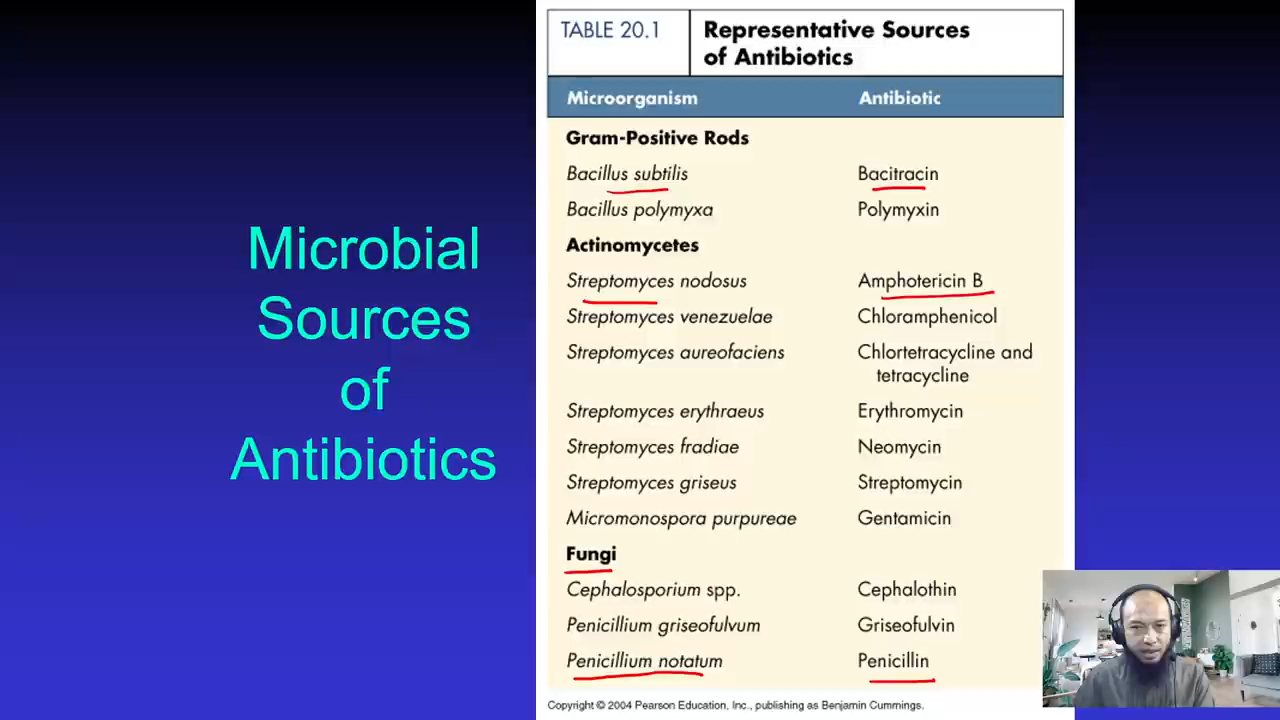 Microbial
Sources
of
Antibiotics
TABLE 20.1
Representative Sources
of Antibiotics
Microorganism Antibiotic
Gram-Positive Rods
Bacillus subtilis Bacitracin
Bacillus polymyxa Polymyxin
Actinomycetes
Streptomyces nodosus Amphotericin B
Streptomyces venezuelae Chloramphenicol
Streptomyces aureofaciens Chlortetracycline and
tetracycline
Streptomyces erythraeus Erythromycin
Streptomyces fradiae Neomycin
Streptomyces griseus Streptomycin
Micromonospora purpureae Gentamicin
Fungi
Cephalosporium spp. Cephalothin
Penicillium griseofulvum Griseofulvin
Penicillium notatum Penicillin
Copyright © 2004 Pearson Education, Inc., publishing as Benjamin Cummings.